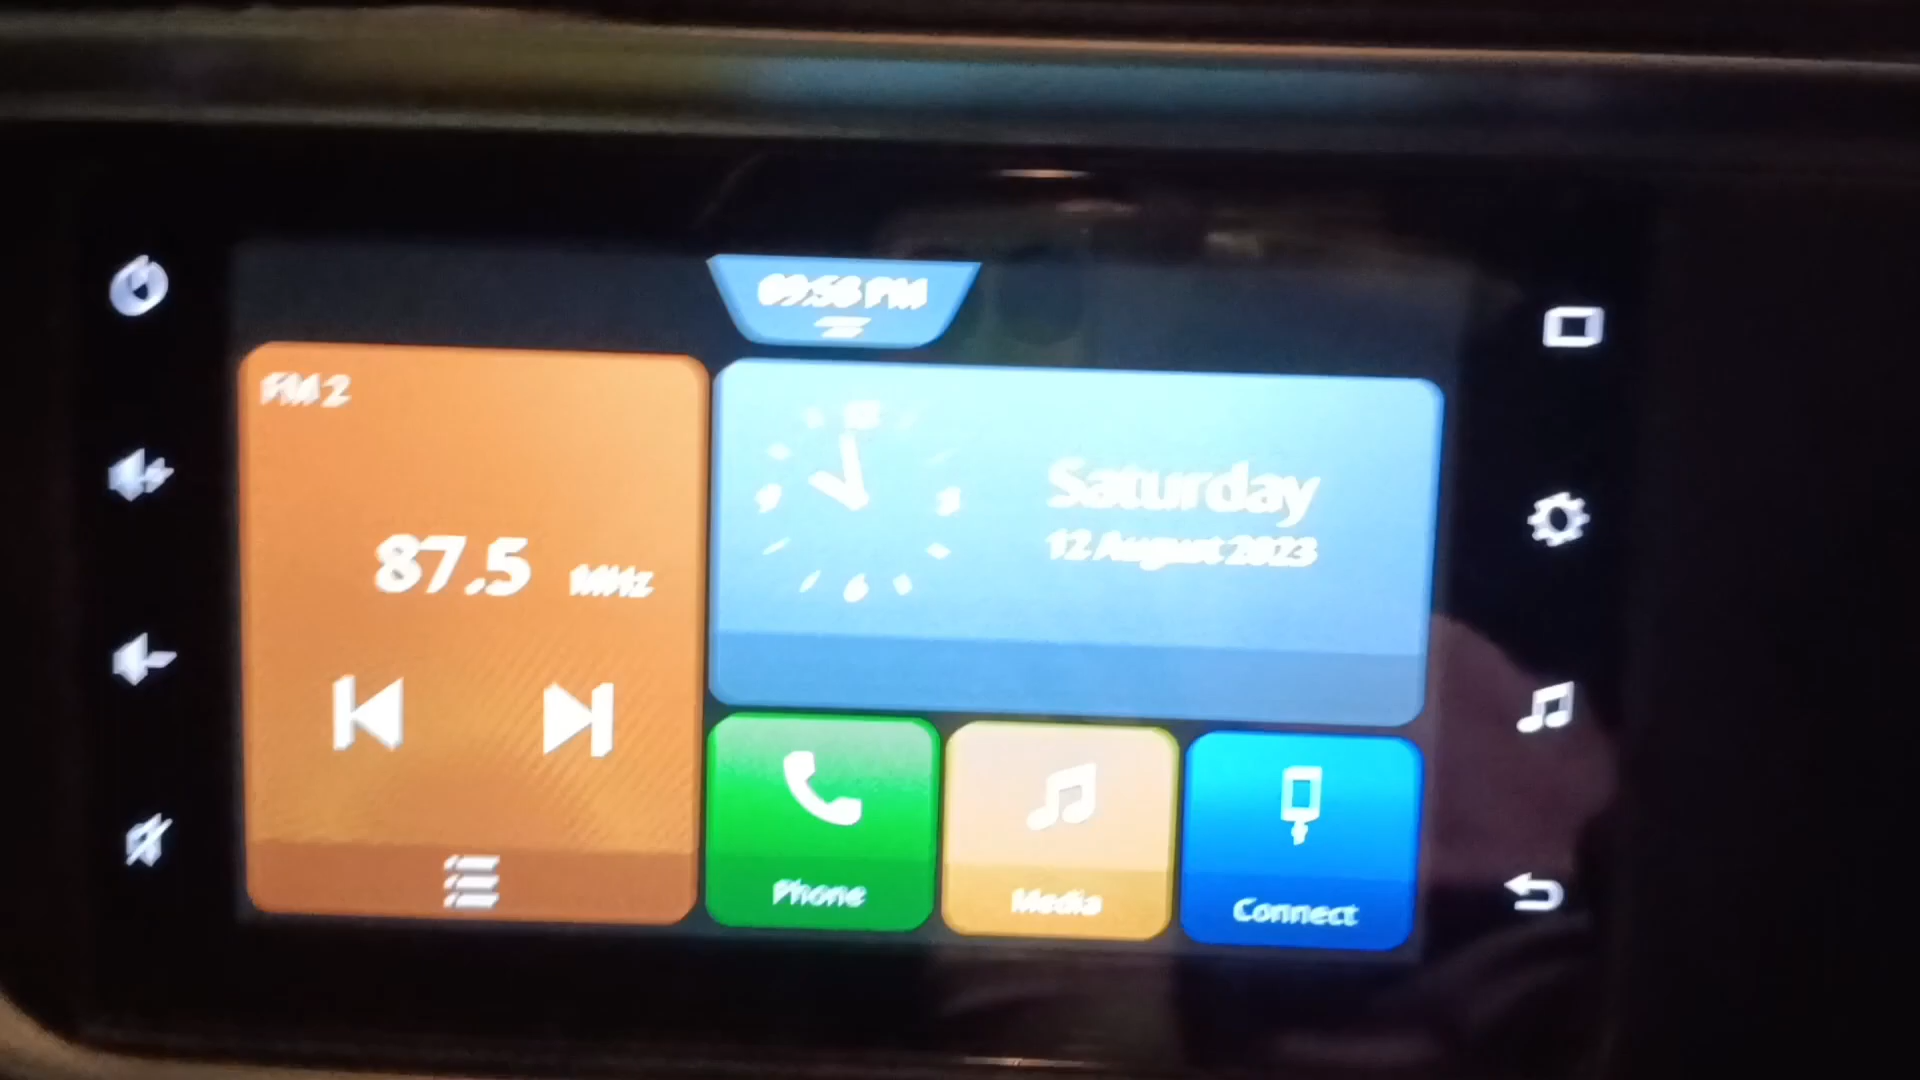 09:58 PM
FM 2
87.5 MHz
Saturday
12 August 2023
Phone
Media
Connect